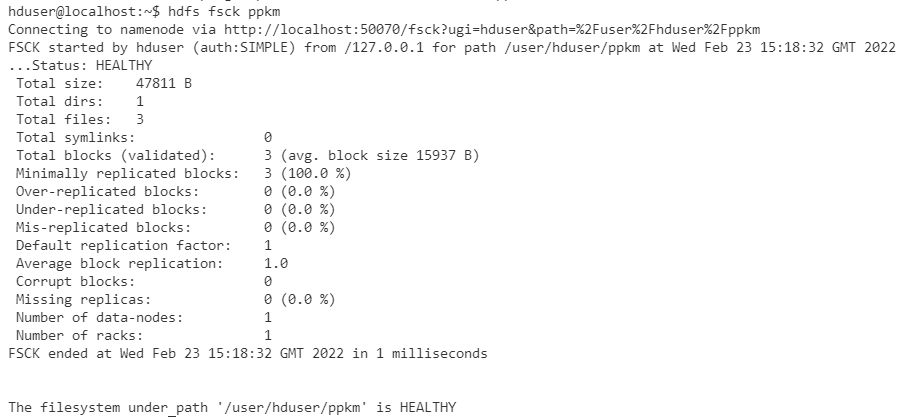 hduser@localhost:~$ hdfs fsck ppkm
Connecting to namenode via http://localhost:50070/fsck?ugi=hduser&path=%2Fuser%2Fhduser%2Fppkm
FSCK started by hduser (auth:SIMPLE) from /127.0.0.1 for path /user/hduser/ppkm at Wed Feb 23 15:18:32 GMT 2022
...Status: HEALTHY
 Total size:    47811 B
 Total dirs:    1
 Total files:   3
 Total symlinks:                0
 Total blocks (validated):      3 (avg. block size 15937 B)
 Minimally replicated blocks:   3 (100.0 %)
 Over-replicated blocks:        0 (0.0 %)
 Under-replicated blocks:       0 (0.0 %)
 Mis-replicated blocks:         0 (0.0 %)
 Default replication factor:    1
 Average block replication:     1.0
 Corrupt blocks:                0
 Missing replicas:              0 (0.0 %)
 Number of data-nodes:          1
 Number of racks:               1
FSCK ended at Wed Feb 23 15:18:32 GMT 2022 in 1 milliseconds
The filesystem under path '/user/hduser/ppkm' is HEALTHY